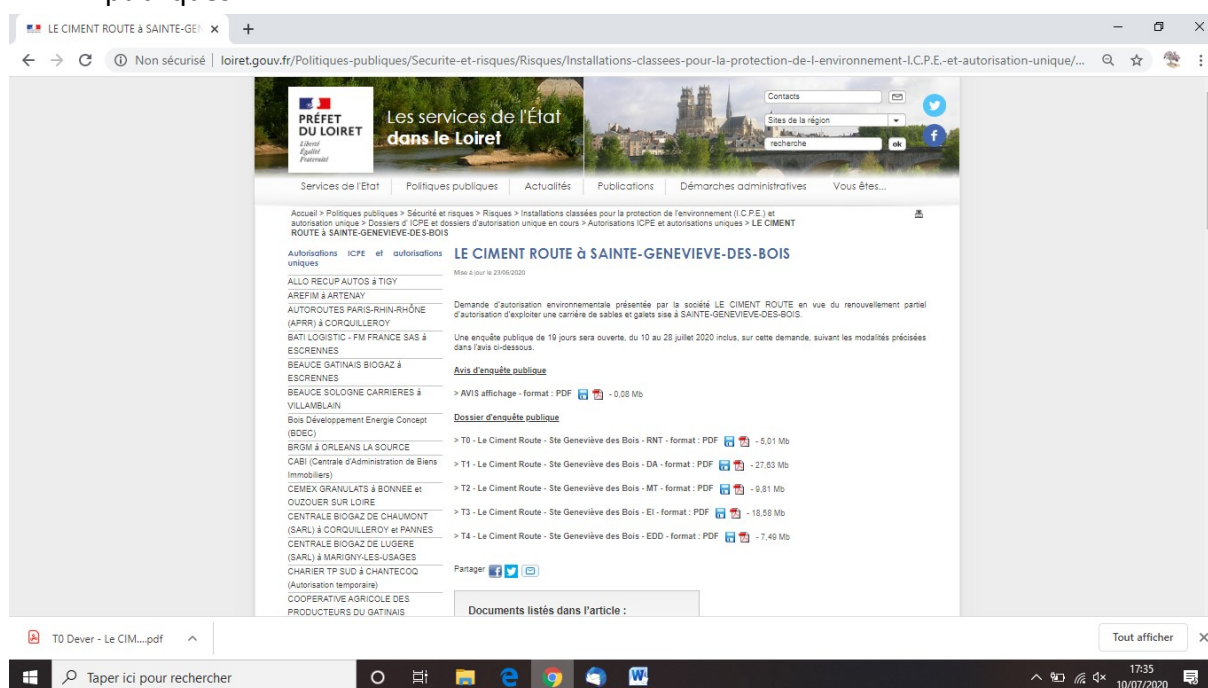 LE CIMENT ROUTE à SAINTE-GEN
Non sécurisé | loiret.gouv.fr/Politiques-publiques/Securite-et-risques/Risques/Installations-classees-pour-la-protection-de-l-environnement-I.C.P.E.-et-autorisation-unique/...
PRÉFET
DU LOIRET
Liberté
Égalité
Fraternité
Les services de l'État
dans le Loiret
Contacts
Sites de la région
recherche
ok
Services de l'Etat
Politiques publiques
Actualités
Publications
Démarches administratives
Vous êtes...
Accueil > Politiques publiques > Sécurité et risques > Risques > Installations classées pour la protection de l'environnement (I.C.P.E.) et
autorisation unique > Dossiers d' ICPE et dossiers d'autorisation unique en cours > Autorisations ICPE et autorisations uniques > LE CIMENT
ROUTE à SAINTE-GENEVIEVE-DES-BOIS
Autorisations ICPE et autorisations
uniques
ALLO RECUP AUTOS à TIGY
AREFIM à ARTENAY
AUTOROUTES PARIS-RHIN-RHÔNE
(APRR) à CORQUILLEROY
BATI LOGISTIC - FM FRANCE SAS à
ESCRENNES
BEAUCE GATINAIS BIOGAZ à
ESCRENNES
BEAUCE SOLOGNE CARRIERES à
VILLAMBLAIN
Bois Développement Energie Concept
(BDEC)
BRGM à ORLEANS LA SOURCE
CABI (Centrale d'Administration de Biens
Immobiliers)
CEMEX GRANULATS à BONNEE et
OUZOUER SUR LOIRE
CENTRALE BIOGAZ DE CHAUMONT
(SARL) à CORQUILLEROY et PANNES
CENTRALE BIOGAZ DE LUGERE
(SARL) à MARIGNY-LES-USAGES
CHARIER TP SUD à CHANTECOQ
(Autorisation temporaire)
COOPERATIVE AGRICOLE DES
PRODUCTEURS DU GATINAIS
LE CIMENT ROUTE à SAINTE-GENEVIEVE-DES-BOIS
Mise à jour le 23/06/2020
Demande d'autorisation environnementale présentée par la société LE CIMENT ROUTE en vue du renouvellement partiel
d'autorisation d'exploiter une carrière de sables et galets sise à SAINTE-GENEVIEVE-DES-BOIS.
Une enquête publique de 19 jours sera ouverte, du 10 au 28 juillet 2020 inclus, sur cette demande, suivant les modalités précisées
dans l'avis ci-dessous.
Avis d'enquête publique
> AVIS affichage - format : PDF - 0,08 Mb
Dossier d'enquête publique
> T0 - Le Ciment Route - Ste Geneviève des Bois - RNT - format : PDF - 5,01 Mb
> T1 - Le Ciment Route - Ste Geneviève des Bois - DA - format : PDF - 27,63 Mb
> T2 - Le Ciment Route - Ste Geneviève des Bois - MT - format : PDF - 9,81 Mb
> T3 - Le Ciment Route - Ste Geneviève des Bois - EI - format : PDF - 18,58 Mb
> T4 - Le Ciment Route - Ste Geneviève des Bois - EDD - format : PDF - 7,49 Mb
Partager
Documents listés dans l'article :
T0 Dever - Le CIM....pdf
Tout afficher
Taper ici pour rechercher
17:35
10/07/2020